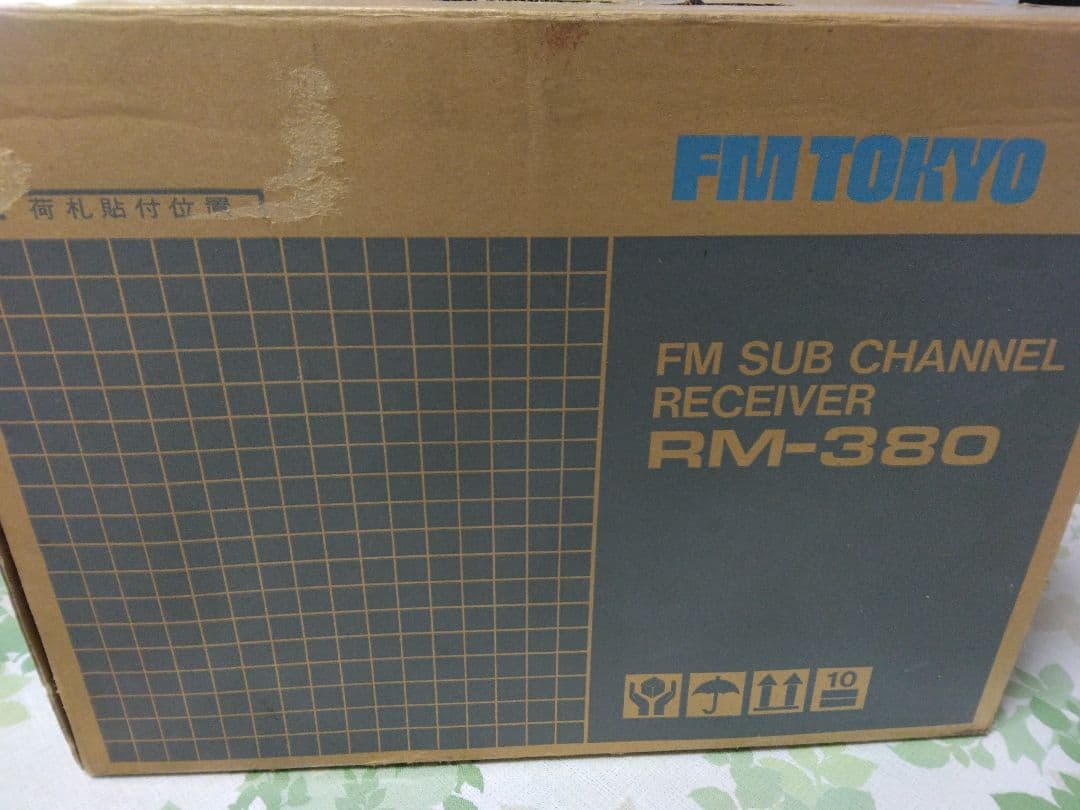 FM TOKYO
荷札貼付位置
FM SUB CHANNEL
RECEIVER
RM-380
10